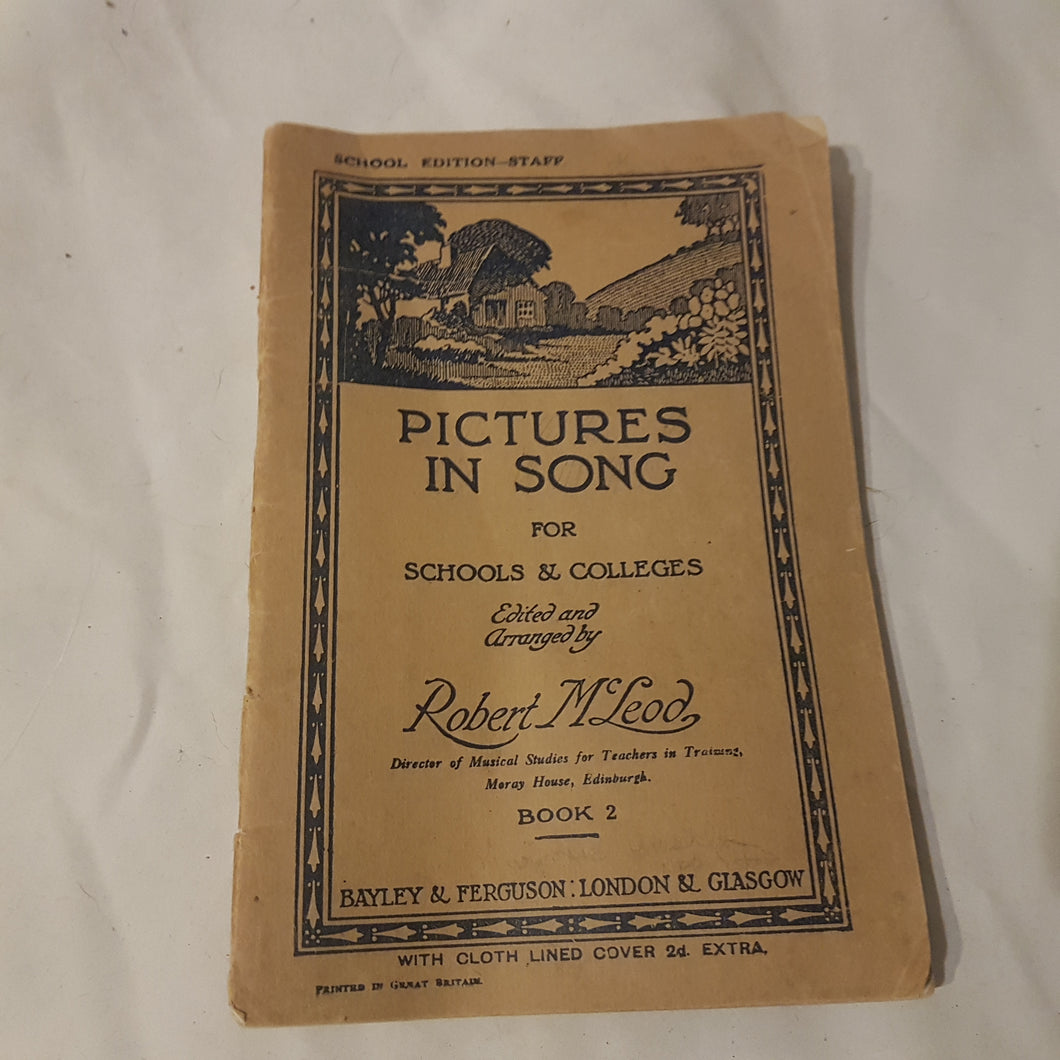 SCHOOL EDITION—STAFF
PICTURES
IN SONG
FOR
SCHOOLS & COLLEGES
Edited and
Arranged by
Robert McLeod,
Director of Musical Studies for Teachers in Training,
Moray House, Edinburgh.
BOOK 2
BAYLEY & FERGUSON: LONDON & GLASGOW
WITH CLOTH LINED COVER 2d. EXTRA.
PRINTED IN GREAT BRITAIN.